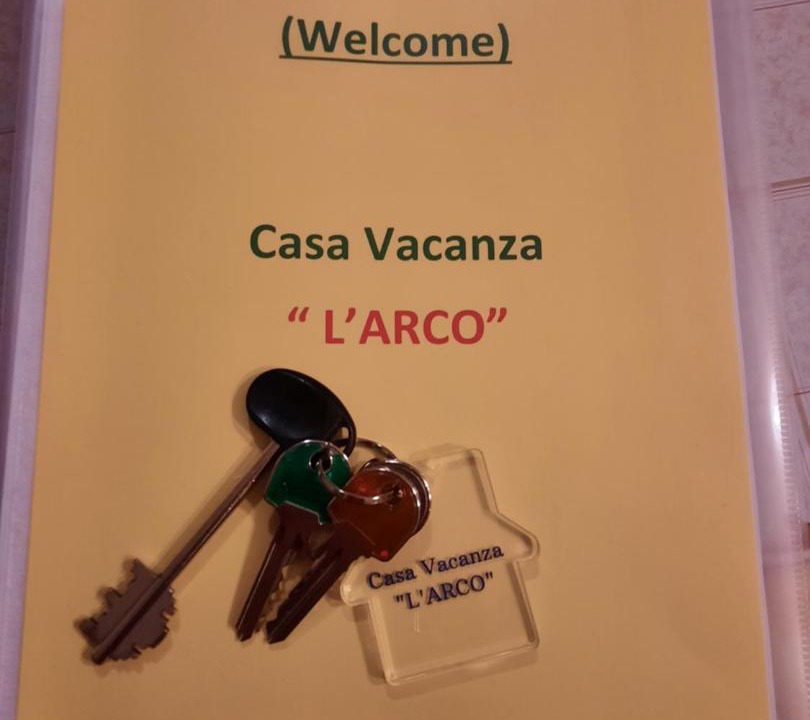 (Welcome)
Casa Vacanza
“ L’ARCO”
Casa Vacanza
"L'ARCO"